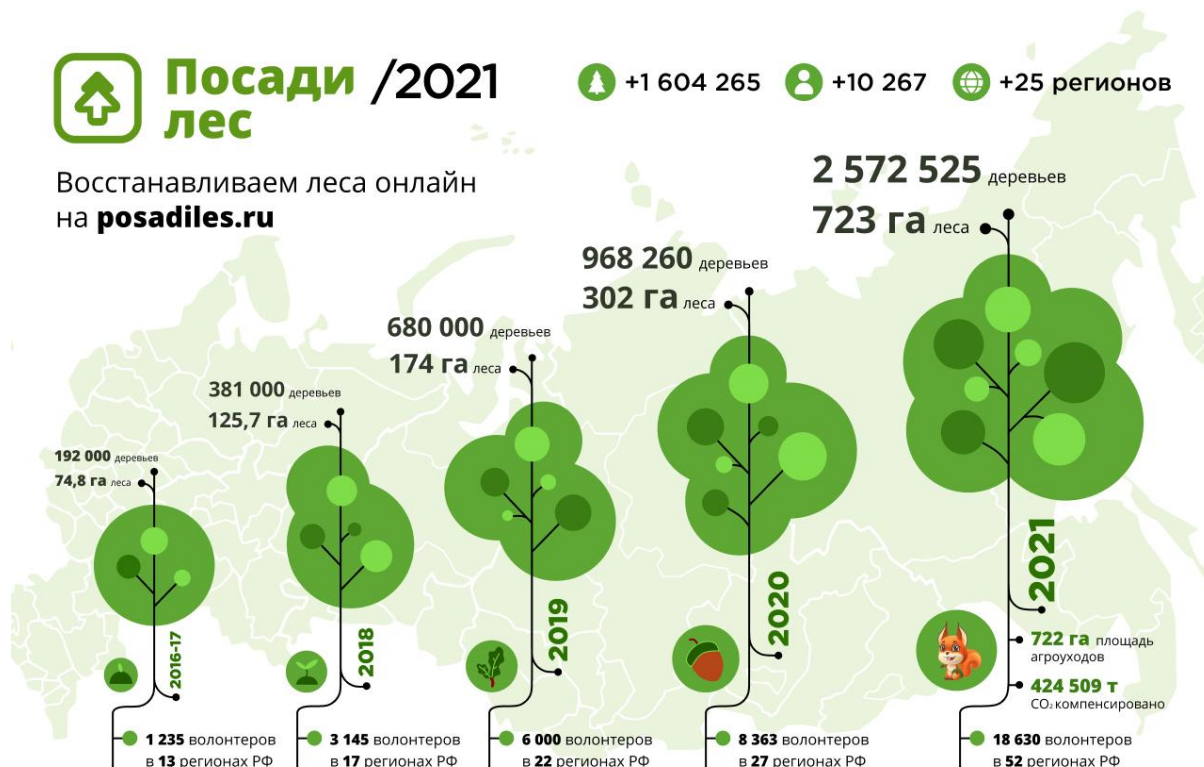 Посади /2021
лес
+1 604 265
+10 267
+25 регионов
Восстанавливаем леса онлайн
на posadiles.ru
192 000 деревьев
74,8 га леса
2016-17
1 235 волонтеров
в 13 регионах РФ
381 000 деревьев
125,7 га леса
2018
3 145 волонтеров
в 17 регионах РФ
680 000 деревьев
174 га леса
2019
6 000 волонтеров
в 22 регионах РФ
968 260 деревьев
302 га леса
2020
8 363 волонтеров
в 27 регионах РФ
2 572 525 деревьев
723 га леса
2021
722 га площадь
агроуходов
424 509 т
CO₂ компенсировано
18 630 волонтеров
в 52 регионах РФ